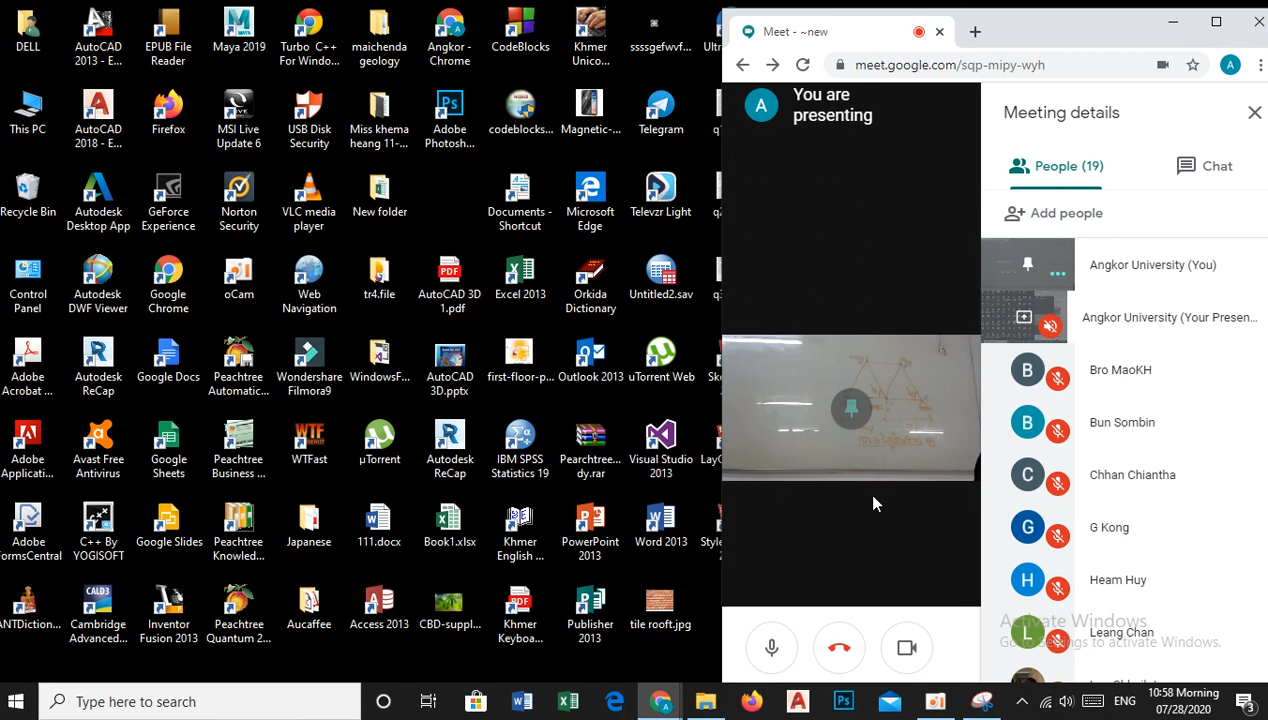 DELL
AutoCAD
2013 - E...
EPUB File
Reader
Maya 2019
Turbo C++
For Windo...
maichenda
geology
Angkor -
Chrome
CodeBlocks
Khmer
Unico...
ssssgefwvf...
Ultr
This PC
AutoCAD
2018 - E...
Firefox
MSI Live
Update 6
USB Disk
Security
Miss khema
heang 11-...
Adobe
Photosh...
codeblocks...
Magnetic-...
Telegram
Recycle Bin
Autodesk
Desktop App
GeForce
Experience
Norton
Security
VLC media
player
New folder
Documents -
Shortcut
Microsoft
Edge
Televzr Light
Control
Panel
Autodesk
DWF Viewer
Google
Chrome
oCam
Web
Navigation
tr4.file
AutoCAD 3D
1.pdf
Excel 2013
Orkida
Dictionary
Untitled2.sav
Adobe
Acrobat ...
Autodesk
ReCap
Google Docs
Peachtree
Automatic...
Wondershare
Filmora9
WindowsF...
AutoCAD
3D.pptx
first-floor-p...
Outlook 2013
uTorrent Web
Adobe
Applicati...
Avast Free
Antivirus
Google
Sheets
Peachtree
Business ...
WTFast
µTorrent
Autodesk
ReCap
IBM SPSS
Statistics 19
Pearchtree...
dy.rar
Visual Studio
2013
Adobe
FormsCentral
C++ By
YOGISOFT
Google Slides
Peachtree
Knowled...
Japanese
111.docx
Book1.xlsx
Khmer
English ...
PowerPoint
2013
Word 2013
ANTDiction...
Cambridge
Advanced...
Inventor
Fusion 2013
Peachtree
Quantum 2...
Aucaffee
Access 2013
CBD-suppl...
Khmer
Keyboa...
Publisher
2013
tile rooft.jpg
Meet - ~new
meet.google.com/sqp-mipy-wyh
A
A
You are
presenting
Meeting details
People (19)
Chat
Add people
Angkor University (You)
Angkor University (Your Presen...
B
Bro MaoKH
B
Bun Sombin
C
Chhan Chiantha
G
G Kong
H
Heam Huy
L
Leang Chan
Activate Windows
Go to Settings to activate Windows.
Type here to search
ENG
10:58 Morning
07/28/2020
3